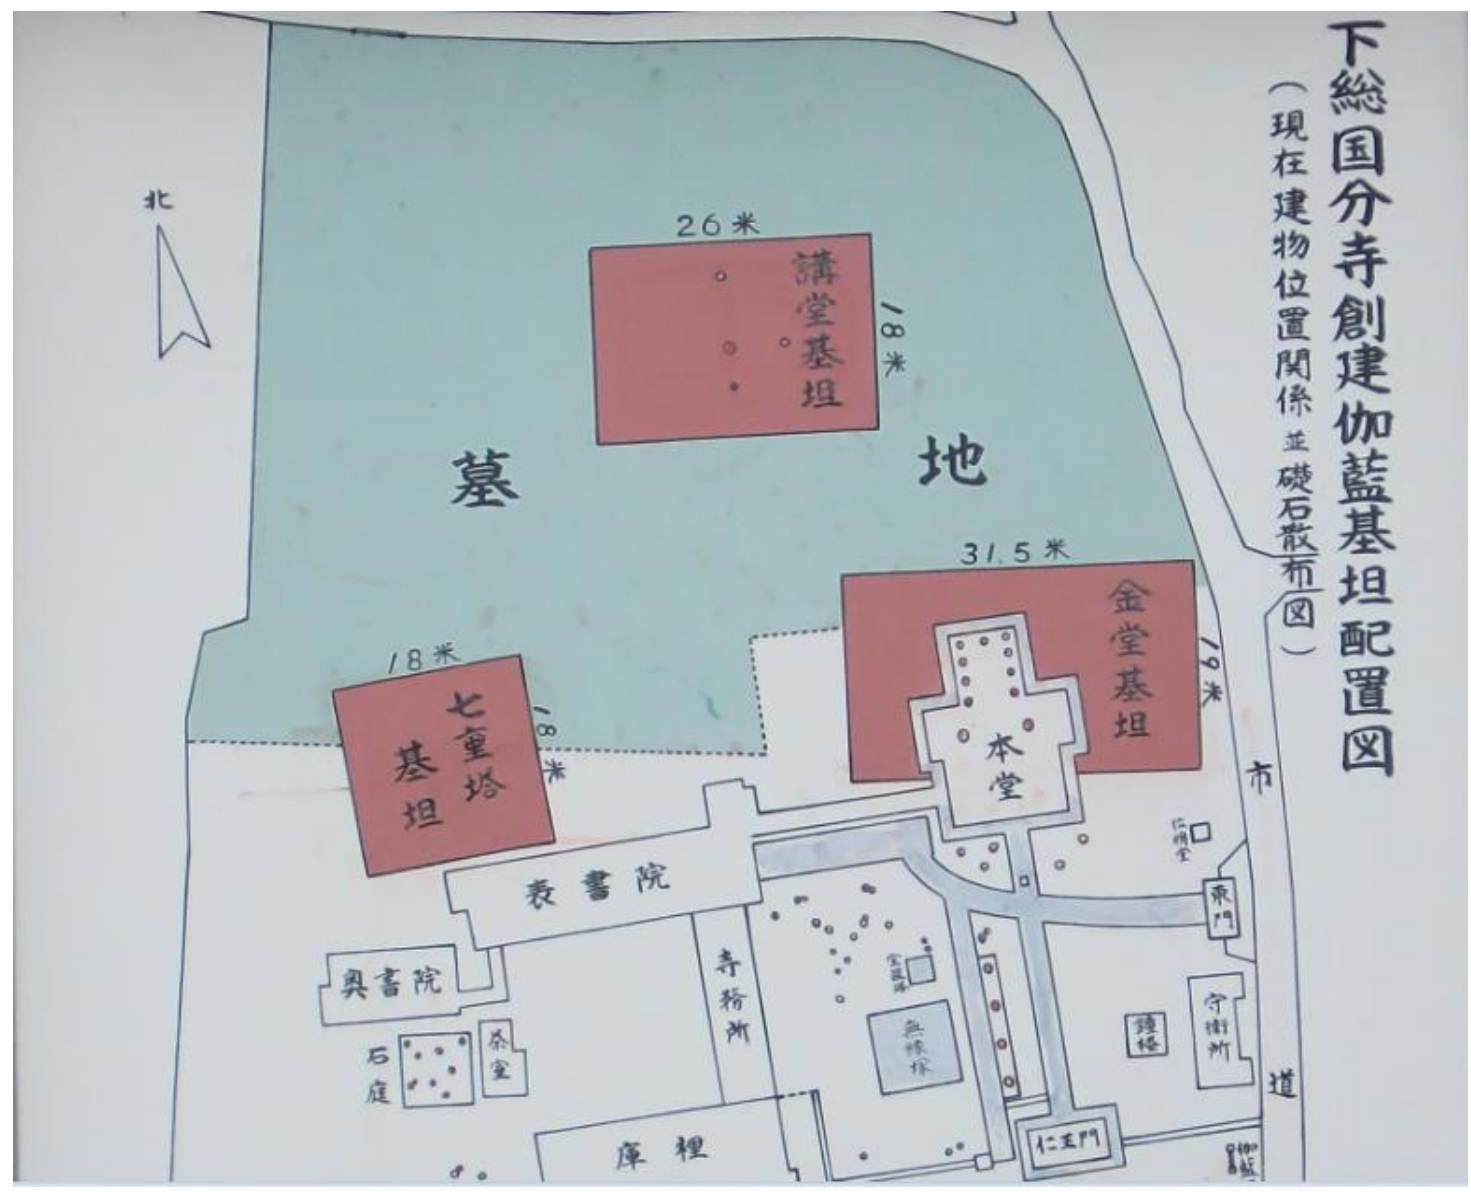 下総国分寺創建伽藍基坦配置図
（現在建物位置関係並礎石散布図）
北
26米
講堂基坦
18米
墓地
31.5米
金堂基坦
19米
18米
七重塔
基坦
18米
本堂
市道
表書院
東門
奥書院
寺務所
守衛所
鐘楼
無縁塚
石庭
茶室
庫裡
仁王門
伽藍